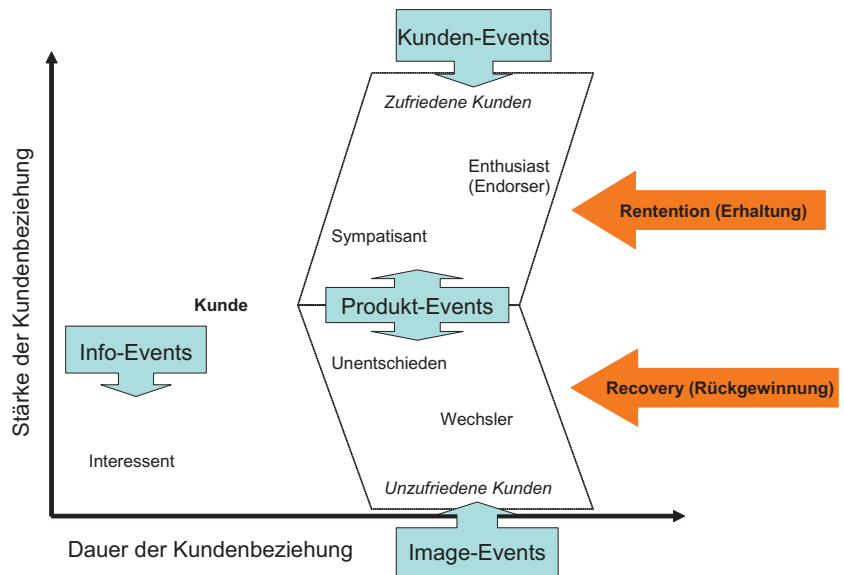 Kunden-Events
Zufriedene Kunden
Enthusiast
(Endorser)
Rentention (Erhaltung)
Sympatisant
Kunde
Produkt-Events
Info-Events
Unentschieden
Recovery (Rückgewinnung)
Wechsler
Interessent
Unzufriedene Kunden
Stärke der Kundenbeziehung
Dauer der Kundenbeziehung
Image-Events